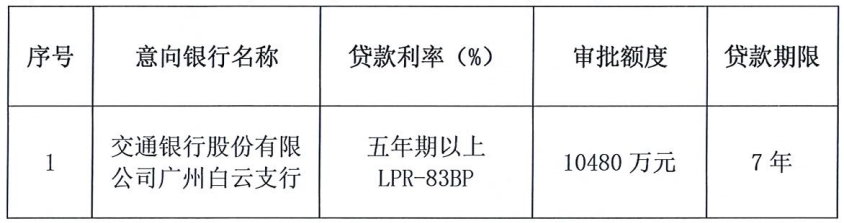 序号 意向银行名称 贷款利率（%） 审批额度 贷款期限
1 交通银行股份有限公司广州白云支行 五年期以上 LPR-83BP 10480 万元 7 年